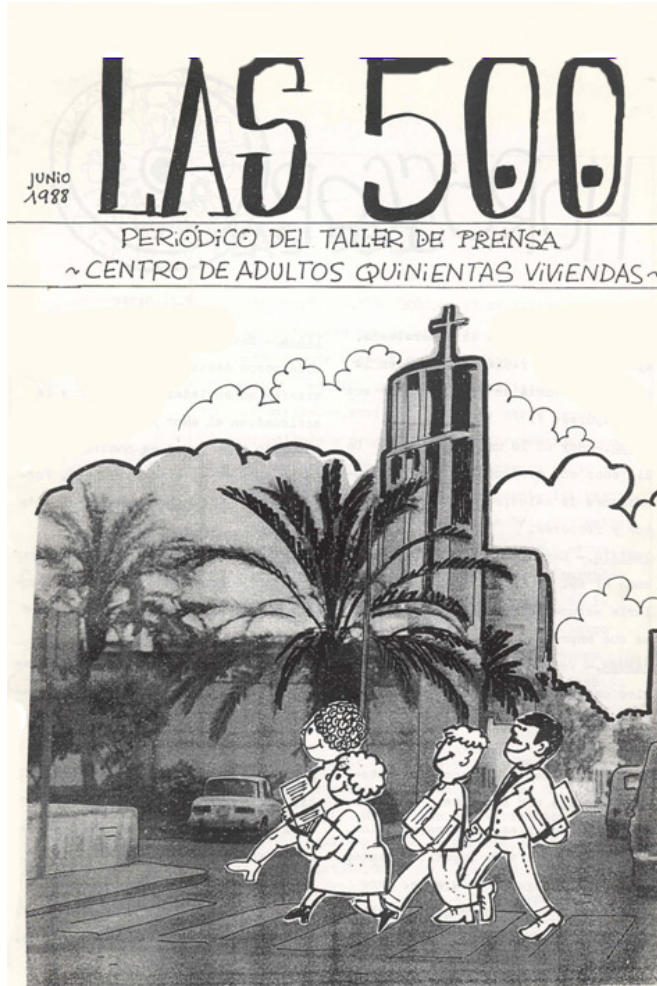 LAS 500
JUNIO
1988
PERIÓDICO DEL TALLER DE PRENSA
~CENTRO DE ADULTOS QUINIENTAS VIVIENDAS~